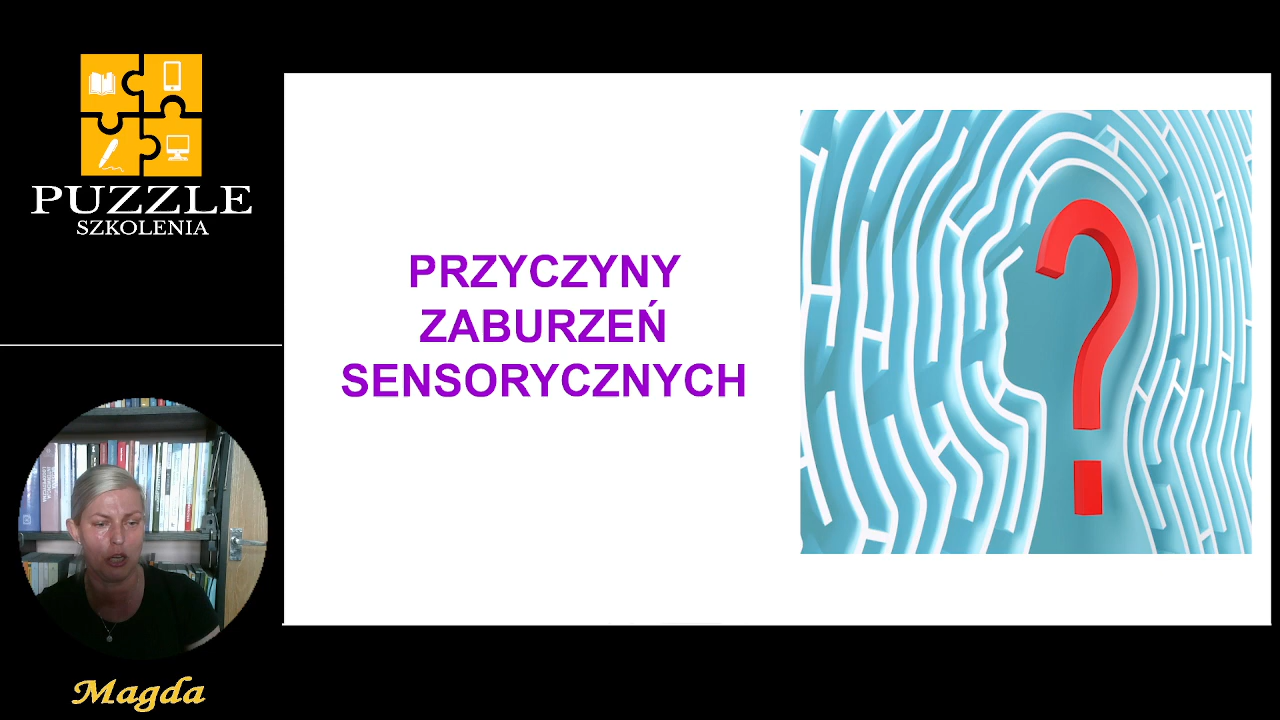 PUZZLE
SZKOLENIA
PRZYCZYNY
ZABURZEŃ
SENSORYCZNYCH
Magda